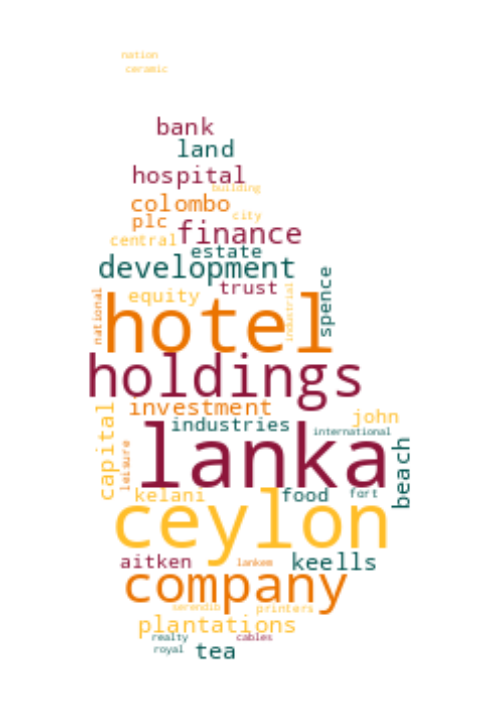 nation
ceramic
bank
land
hospital
building
colombo
city
plc
finance
central
estate
development
trust
spence
equity
national
industrial
hotel
holdings
investment
capital
john
industries
international
leisure
lanka
beach
kelani
food
fort
ceylon
aitken
lankem
keells
company
serendib
printers
plantations
realty
cables
royal
tea